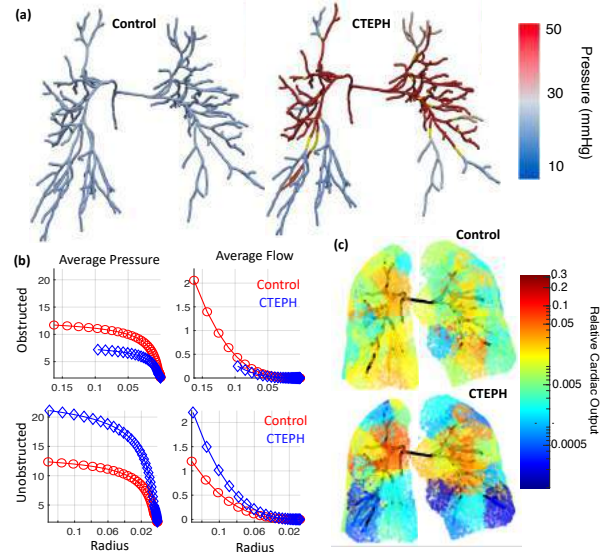 (a)
Control
CTEPH
50
30
10
Pressure (mmHg)
(b)
Average Pressure
Average Flow
Obstructed
20
15
10
5
0.15
0.1
0.05
2
1.5
1
0.5
0
0.15
0.1
0.05
Control
CTEPH
Unobstructed
20
15
10
5
0.1
0.06
0.02
Radius
2
1
0
0.1
0.06
0.02
Radius
Control
CTEPH
(c)
Control
CTEPH
0.3
0.1
0.05
0.005
0.0005
Relative Cardiac Output